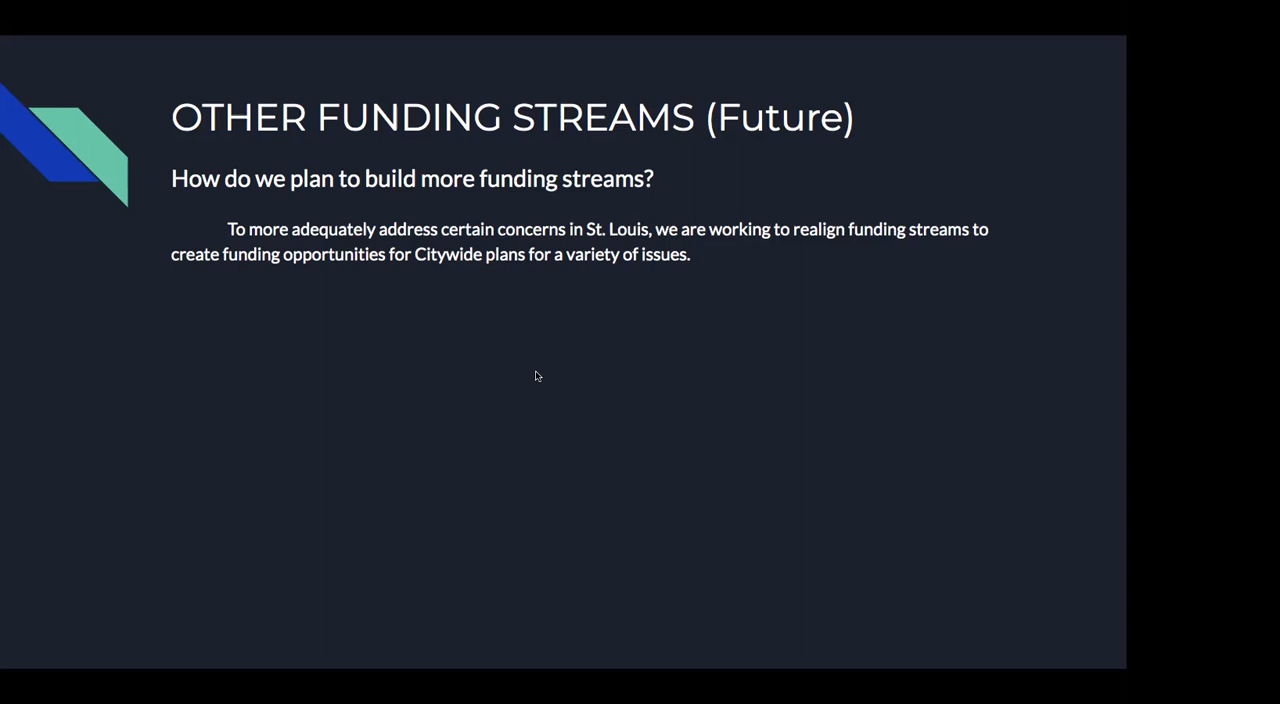 OTHER FUNDING STREAMS (Future)
How do we plan to build more funding streams?
To more adequately address certain concerns in St. Louis, we are working to realign funding streams to
create funding opportunities for Citywide plans for a variety of issues.